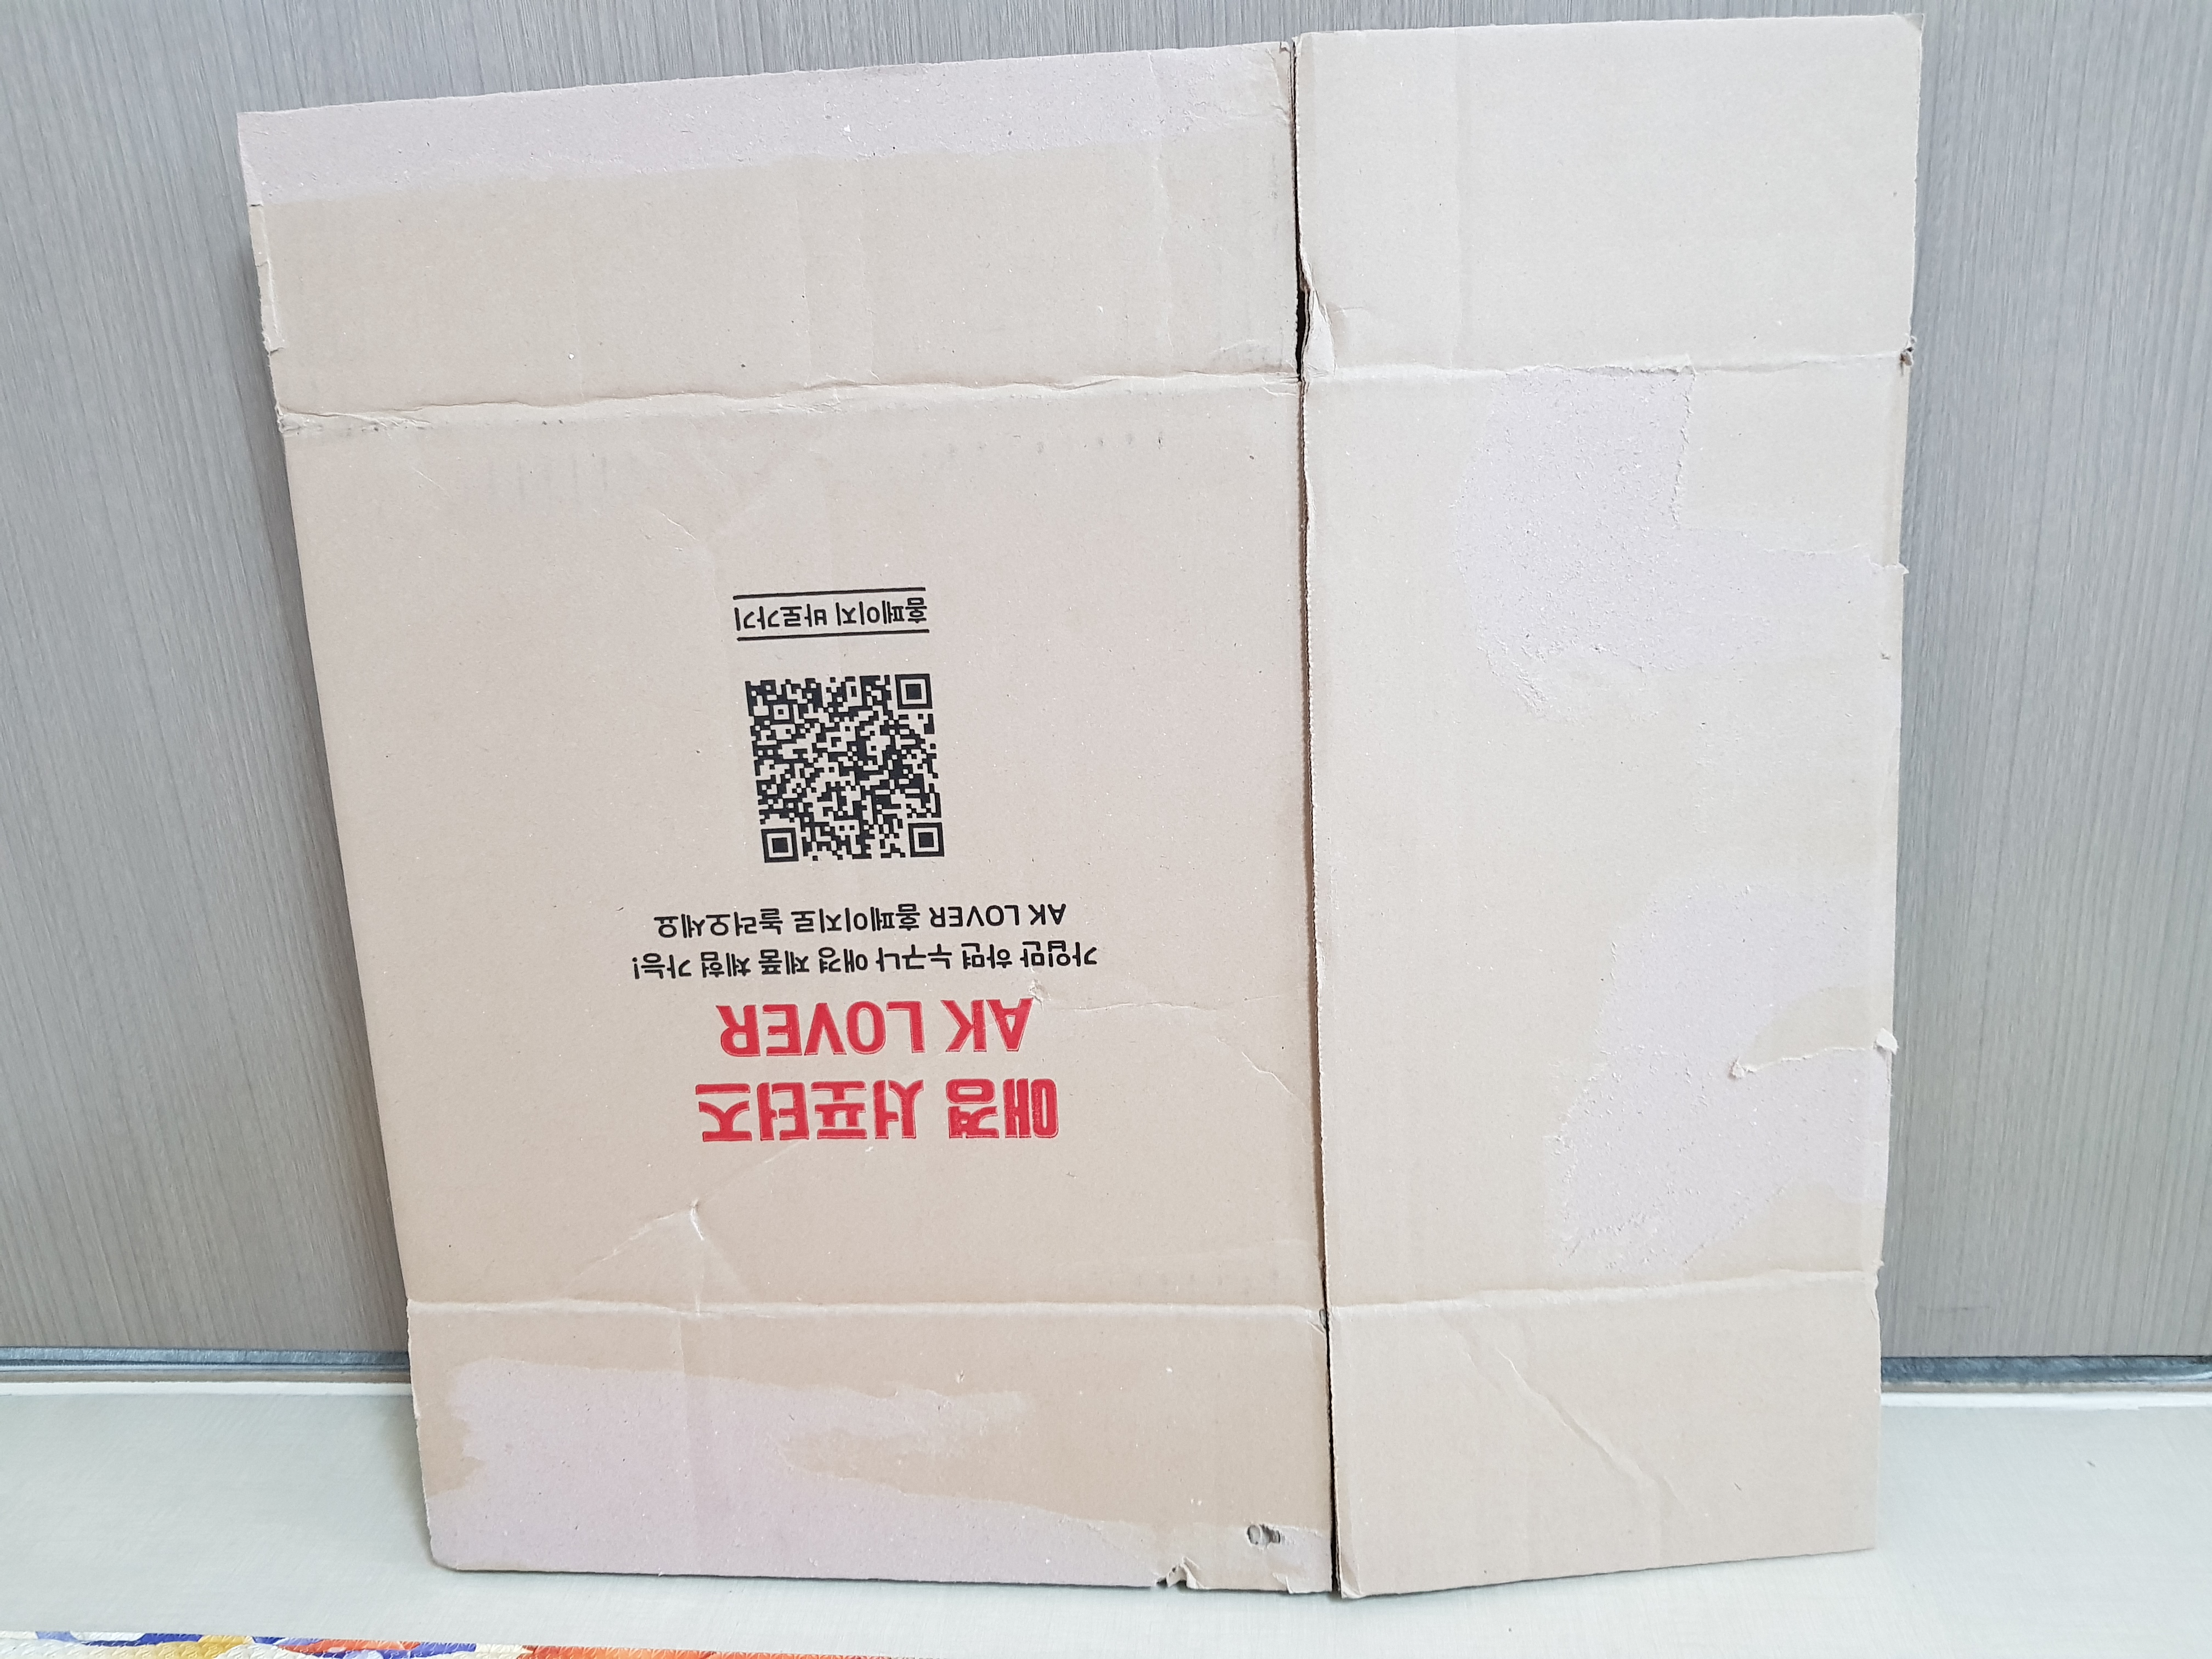 애경 서포터즈
AK LOVER
가입만 하면 누구나 애경 제품 체험 가능!
AK LOVER 홈페이지로 놀러오세요
홈페이지 바로가기